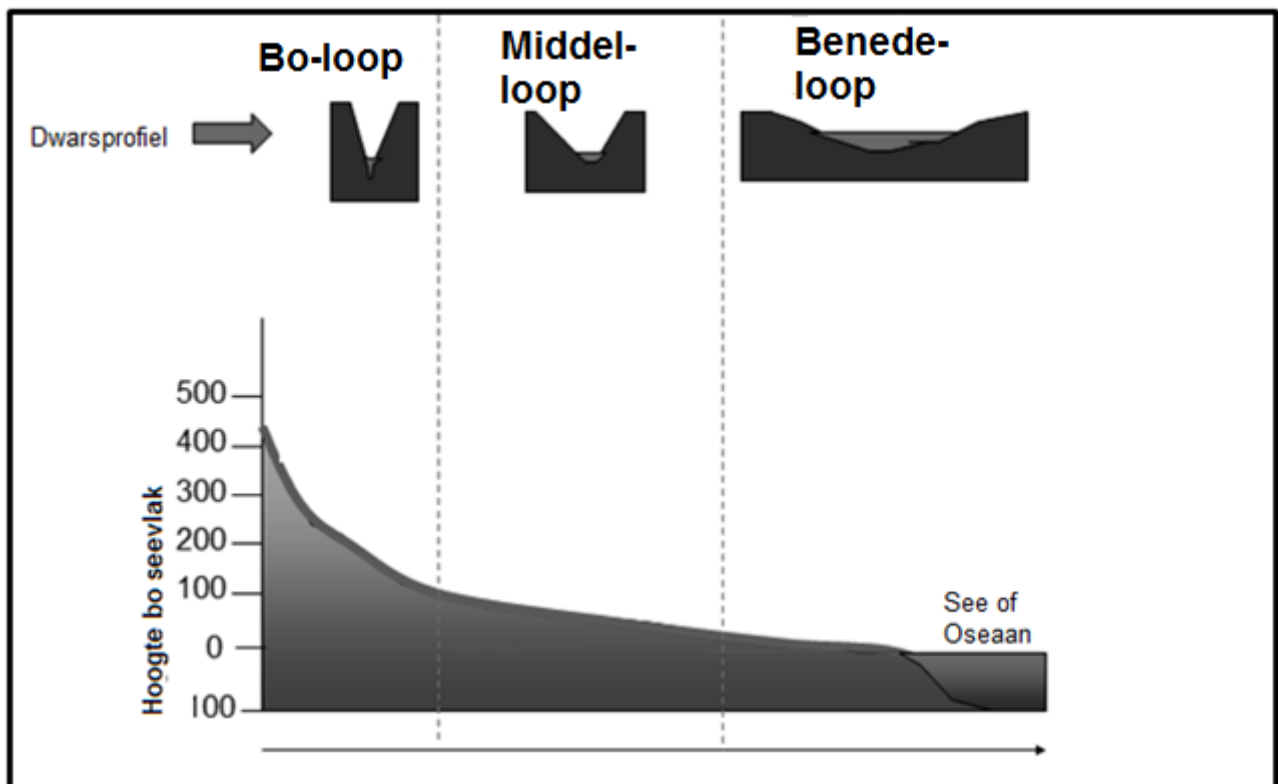 Bo-loop
Middel-
loop
Benede-
loop
Dwarsprofiel
500
400
300
200
100
0
100
Hoogte bo seevlak
See of
Oseaan